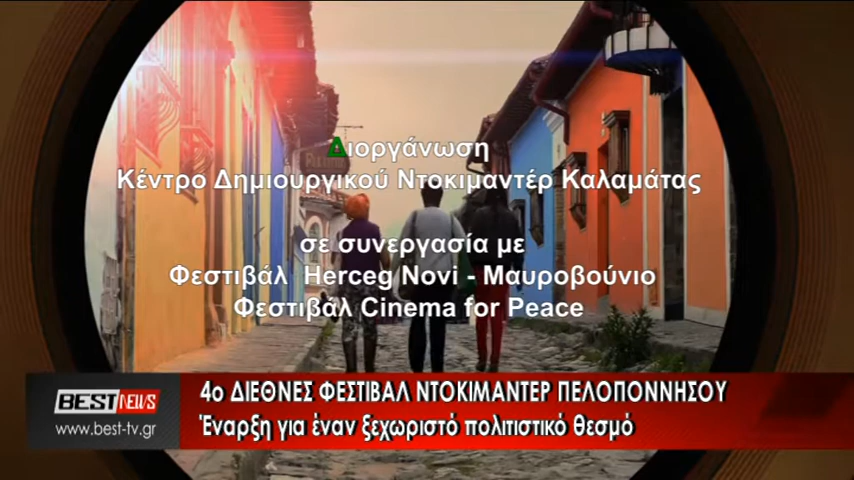 Διοργάνωση
Κέντρο Δημιουργικού Ντοκιμαντέρ Καλαμάτας
σε συνεργασία με
Φεστιβάλ Herceg Novi - Μαυροβούνιο
Φεστιβάλ Cinema for Peace
BEST NEWS
www.best-tv.gr
4ο ΔΙΕΘΝΕΣ ΦΕΣΤΙΒΑΛ ΝΤΟΚΙΜΑΝΤΕΡ ΠΕΛΟΠΟΝΝΗΣΟΥ
Έναρξη για έναν ξεχωριστό πολιτιστικό θεσμό